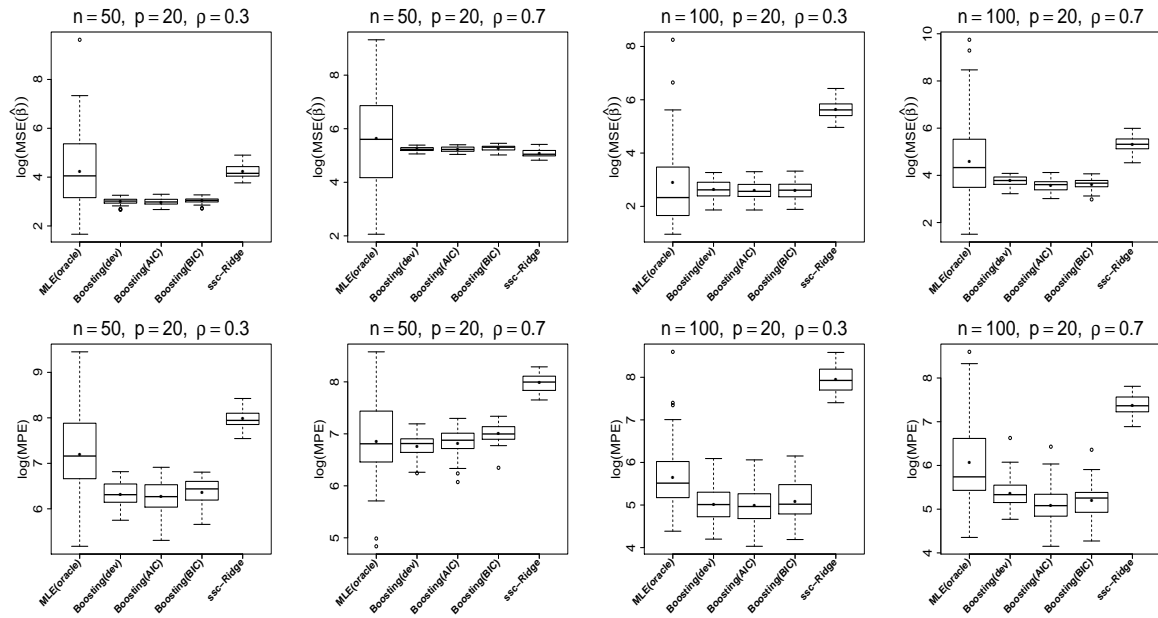 n = 50, p = 20, ρ = 0.3
log(MSE(β̂))
8
6
4
2
MLE(oracle)
Boosting(dev)
Boosting(AIC)
Boosting(BIC)
ssc−Ridge
n = 50, p = 20, ρ = 0.7
log(MSE(β̂))
8
6
4
2
MLE(oracle)
Boosting(dev)
Boosting(AIC)
Boosting(BIC)
ssc−Ridge
n = 100, p = 20, ρ = 0.3
log(MSE(β̂))
8
6
4
2
MLE(oracle)
Boosting(dev)
Boosting(AIC)
Boosting(BIC)
ssc−Ridge
n = 100, p = 20, ρ = 0.7
log(MSE(β̂))
10
8
6
4
2
MLE(oracle)
Boosting(dev)
Boosting(AIC)
Boosting(BIC)
ssc−Ridge
n = 50, p = 20, ρ = 0.3
log(MPE)
9
8
7
6
MLE(oracle)
Boosting(dev)
Boosting(AIC)
Boosting(BIC)
ssc−Ridge
n = 50, p = 20, ρ = 0.7
log(MPE)
8
7
6
5
MLE(oracle)
Boosting(dev)
Boosting(AIC)
Boosting(BIC)
ssc−Ridge
n = 100, p = 20, ρ = 0.3
log(MPE)
8
7
6
5
4
MLE(oracle)
Boosting(dev)
Boosting(AIC)
Boosting(BIC)
ssc−Ridge
n = 100, p = 20, ρ = 0.7
log(MPE)
8
7
6
5
4
MLE(oracle)
Boosting(dev)
Boosting(AIC)
Boosting(BIC)
ssc−Ridge